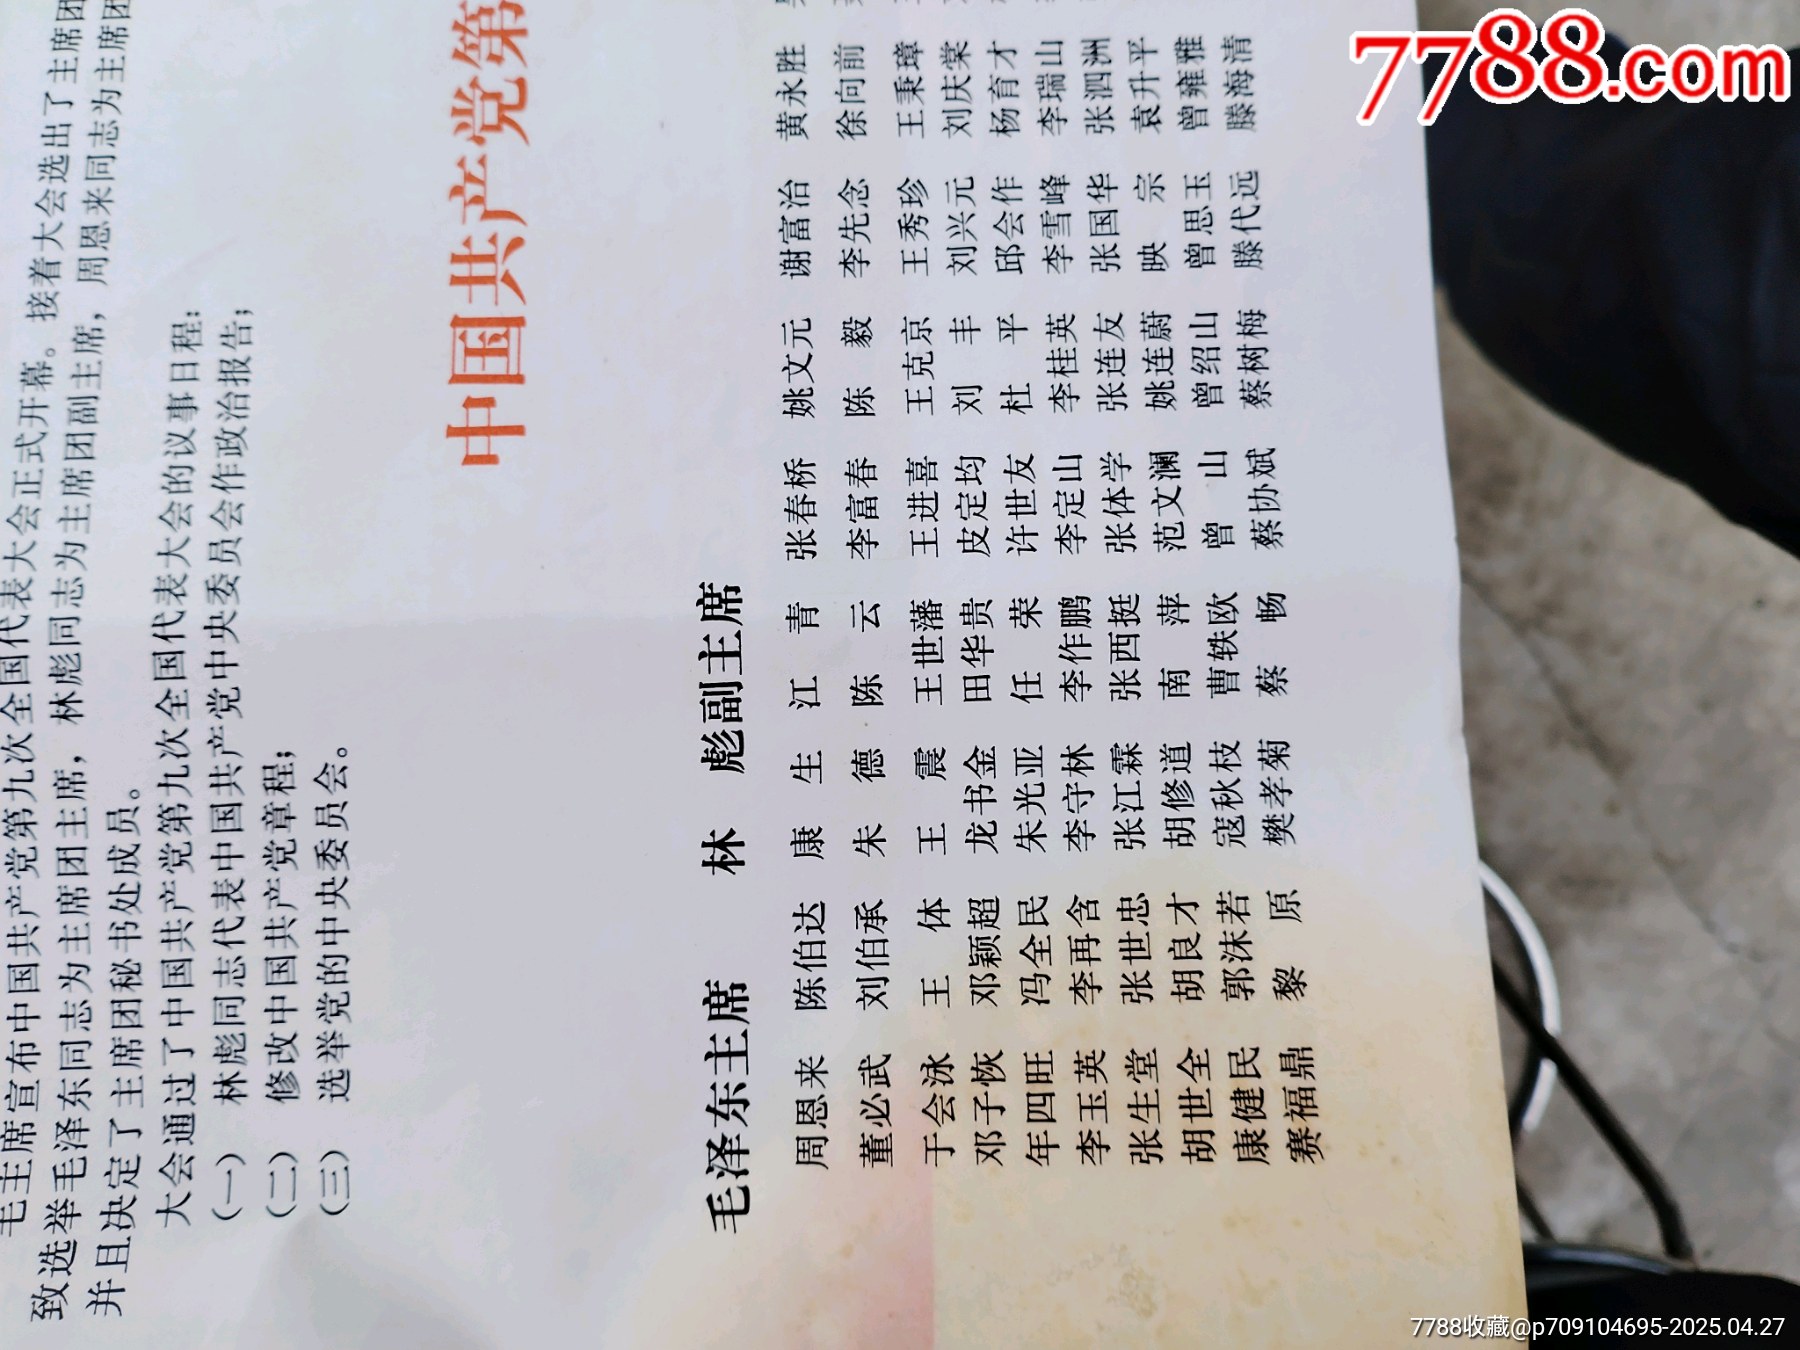 毛主席宣布中国共产党第九次全国代表大会正式开幕。接着大会选出了主席团
致选举毛泽东同志为主席团主席，林彪同志为主席团副主席，周恩来同志为主席团
并且决定了主席团秘书处成员。
大会通过了中国共产党第九次全国代表大会的议事日程：
（一） 林彪同志代表中国共产党中央委员会作政治报告；
（二） 修改中国共产党章程；
（三） 选举党的中央委员会。
中国共产党第
毛泽东主席 林 彪副主席
周恩来 陈伯达 康 生 江 青 张春桥 姚文元 谢富治 黄永胜
董必武 刘伯承 朱 德 陈 云 李富春 陈 毅 李先念 徐向前
于会泳 王 体 王 震 王世藩 王进喜 王克京 王秀珍 王秉璋
邓子恢 邓颖超 龙书金 田华贵 皮定均 刘 丰 刘兴元 刘庆棠
年四旺 冯全民 朱光亚 任 荣 许世友 杜 平 邱会作 杨育才
李玉英 李再含 李守林 李作鹏 李定山 李桂英 李雪峰 李瑞山
张生堂 张世忠 张江霖 张西挺 张体学 张连友 张国华 张泗洲
胡世全 胡良才 胡修道 南 萍 范文澜 姚连蔚 映 宗 袁升平
康健民 郭沫若 寇秋枝 曹轶欧 曾 山 曾绍山 曾思玉 曾雍雅
赛福鼎 黎 原 樊孝菊 蔡 畅 蔡协斌 蔡树梅 滕代远 滕海清
7788.com
7788收藏@p709104695-2025.04.27